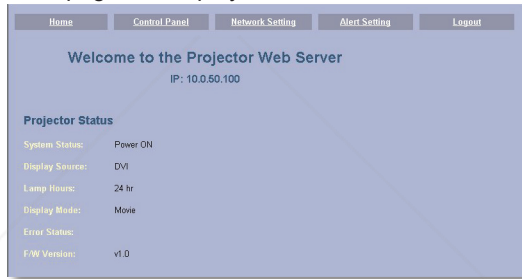 Home Control Panel Network Setting Alert Setting Logout
Welcome to the Projector Web Server
IP: 10.0.50.100
Projector Status
System Status: Power ON
Display Source: DVI
Lamp Hours: 24 hr
Display Mode: Movie
Error Status:
F/W Version: v1.0